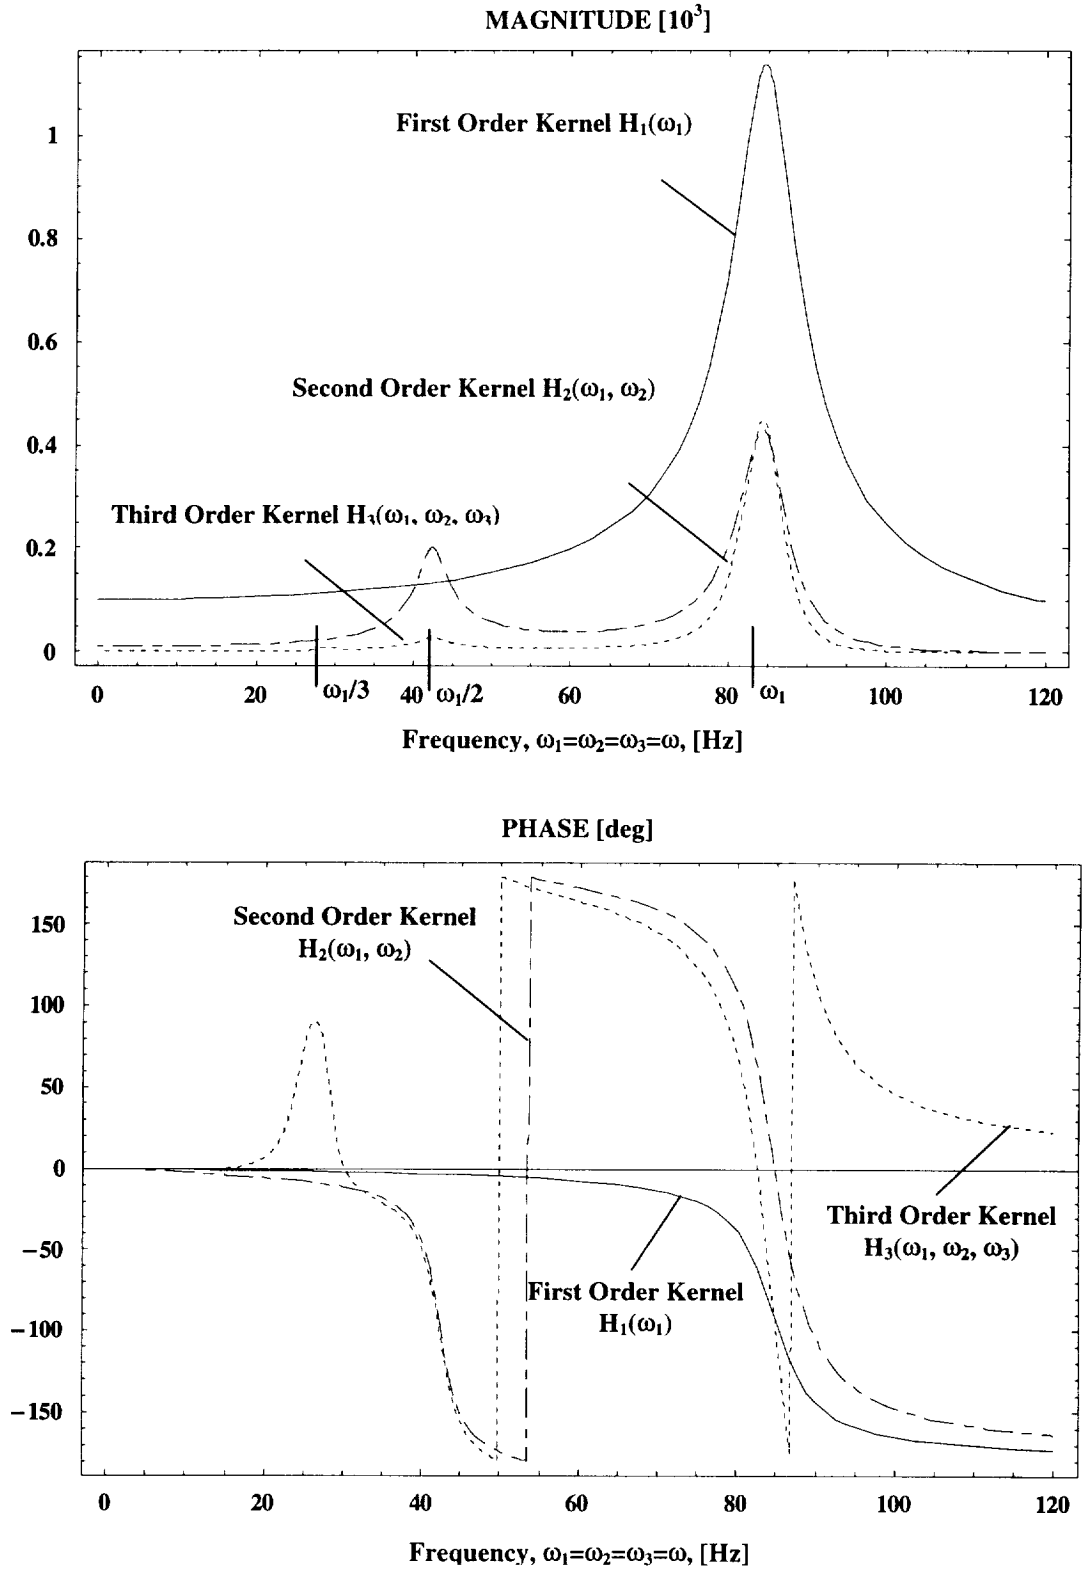 MAGNITUDE [10³]
First Order Kernel H₁(ω₁)
1
0.8
0.6
Second Order Kernel H₂(ω₁, ω₂)
0.4
Third Order Kernel H₃(ω₁, ω₂, ω₃)
0.2
0
0 20 ω₁/3 40 ω₁/2 60 80 ω₁ 100 120
Frequency, ω₁=ω₂=ω₃=ω, [Hz]
PHASE [deg]
Second Order Kernel
H₂(ω₁, ω₂)
150
100
50
0
Third Order Kernel
H₃(ω₁, ω₂, ω₃)
−50
First Order Kernel
H₁(ω₁)
−100
−150
0 20 40 60 80 100 120
Frequency, ω₁=ω₂=ω₃=ω, [Hz]